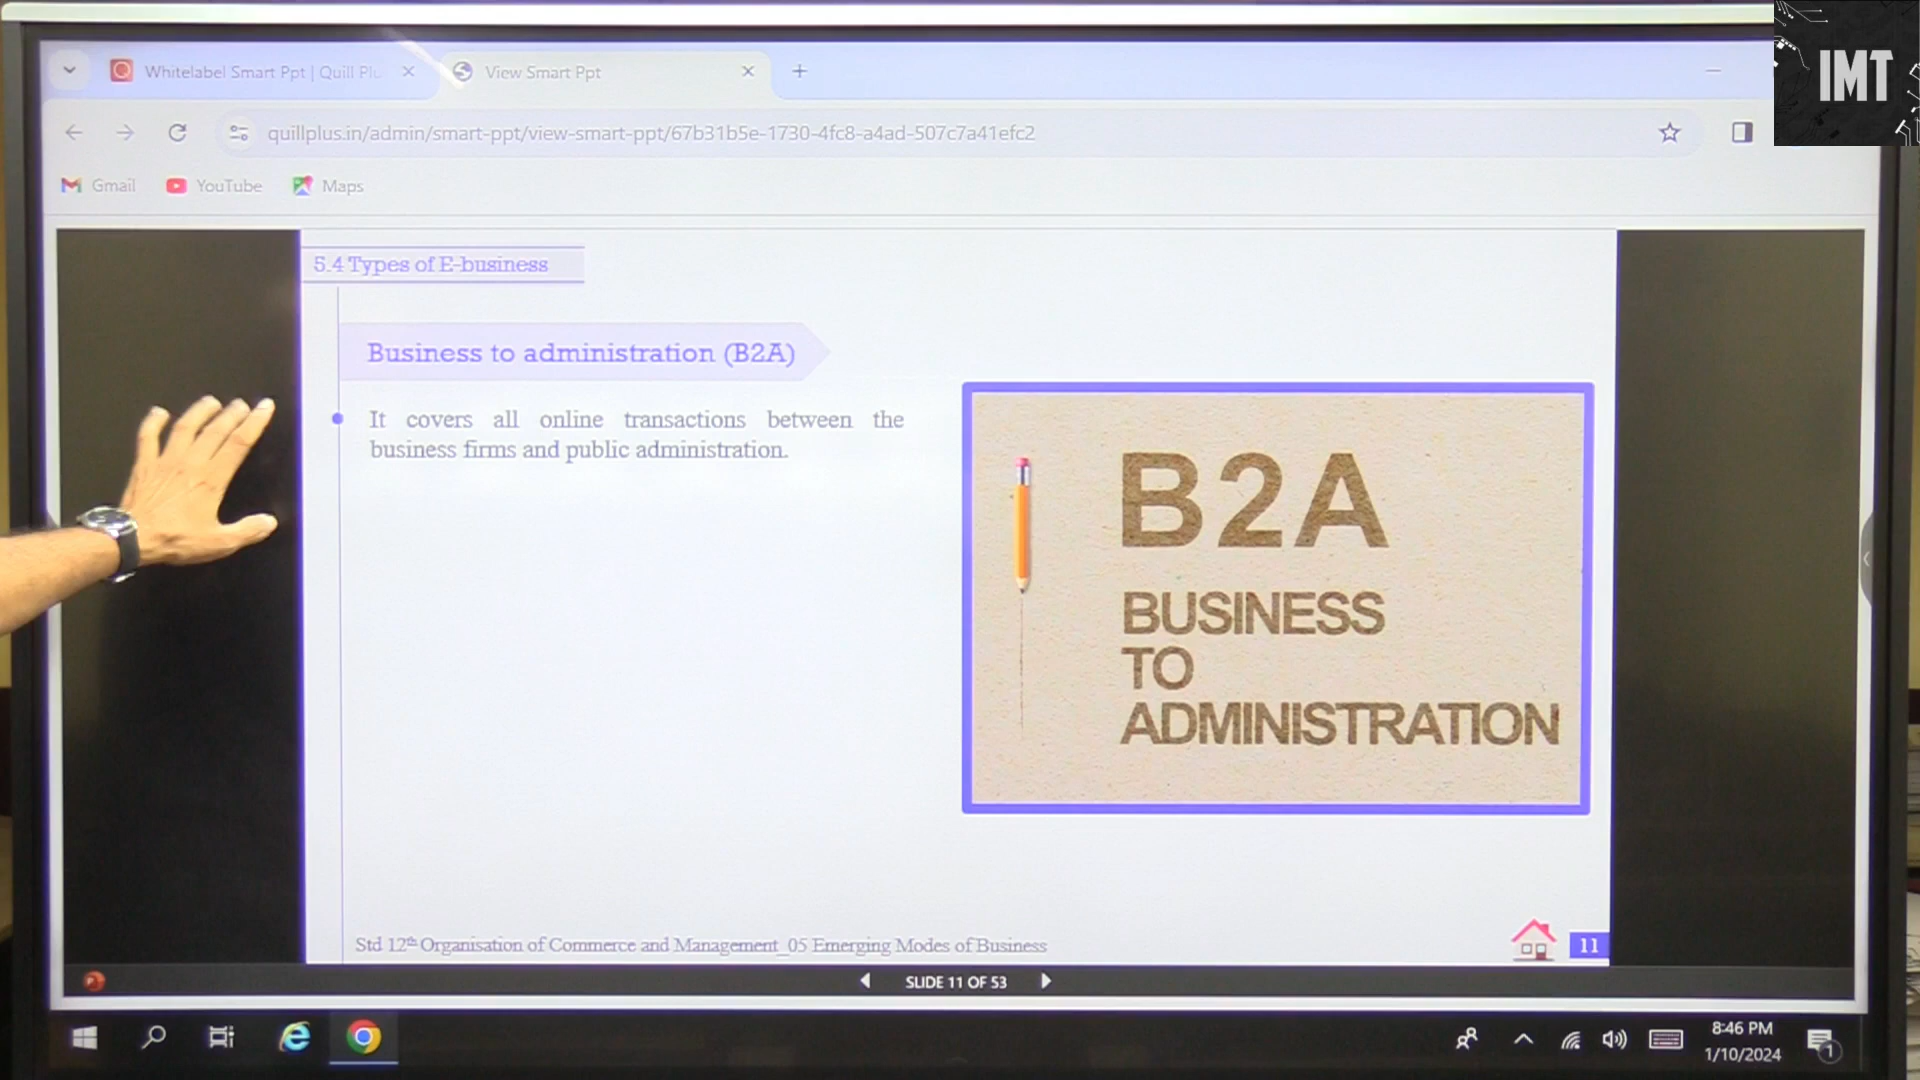 IMT
Whitelabel Smart Ppt | Quill Plu
View Smart Ppt
quillplus.in/admin/smart-ppt/view-smart-ppt/67b31b5e-1730-4fc8-a4ad-507c7a41efc2
Gmail YouTube Maps
5.4 Types of E-business
Business to administration (B2A)
It covers all online transactions between the
business firms and public administration.
B2A
BUSINESS
TO
ADMINISTRATION
Std 12th Organisation of Commerce and Management_05 Emerging Modes of Business
11
SLIDE 11 OF 53
8:46 PM
1/10/2024
1